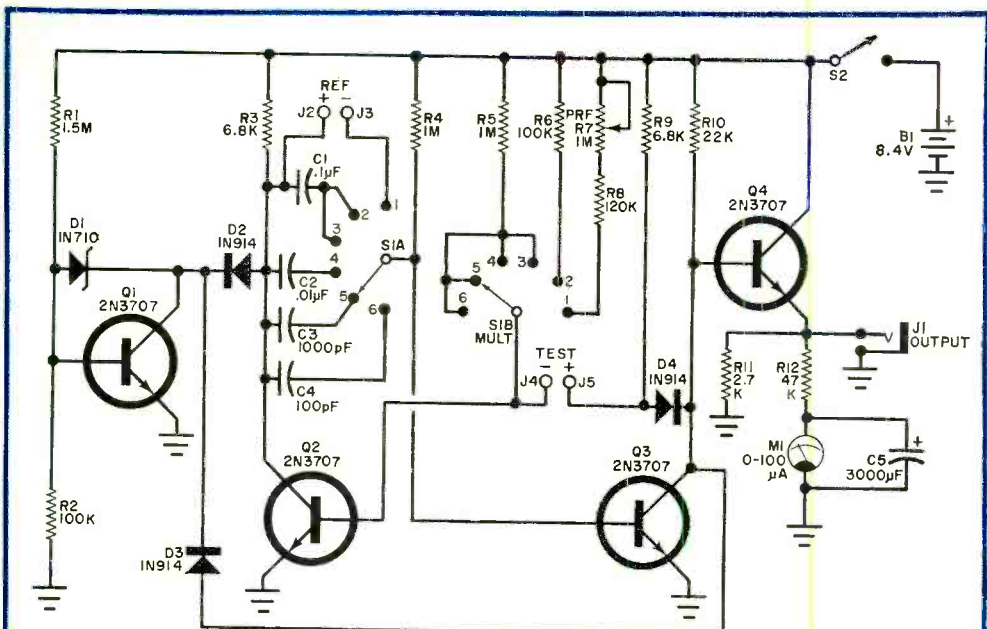 R1
1.5M
R3
6.8K
REF
+ -
J2 J3
C1
.1µF
1
2
3
4
5
6
S1A
R4
1M
R5
1M
R6
100K
PRF
R7
1M
R8
120K
R9
6.8K
R10
22K
S2
+
B1
8.4V
D1
1N710
D2
1N914
C2
.01µF
C3
1000pF
C4
100pF
Q1
2N3707
5
4
3
2
6
1
S1B
MULT
TEST
- +
J4 J5
D4
1N914
Q4
2N3707
J1
OUTPUT
R11
2.7
K
R12
47
K
M1
0-100
µA
+
C5
3000µF
Q2
2N3707
Q3
2N3707
R2
100K
D3
1N914